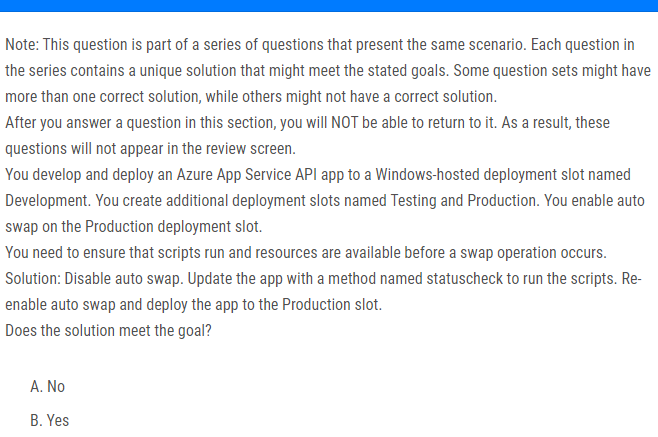 Note: This question is part of a series of questions that present the same scenario. Each question in
the series contains a unique solution that might meet the stated goals. Some question sets might have
more than one correct solution, while others might not have a correct solution.
After you answer a question in this section, you will NOT be able to return to it. As a result, these
questions will not appear in the review screen.
You develop and deploy an Azure App Service API app to a Windows-hosted deployment slot named
Development. You create additional deployment slots named Testing and Production. You enable auto
swap on the Production deployment slot.
You need to ensure that scripts run and resources are available before a swap operation occurs.
Solution: Disable auto swap. Update the app with a method named statuscheck to run the scripts. Re-
enable auto swap and deploy the app to the Production slot.
Does the solution meet the goal?
A. No
B. Yes